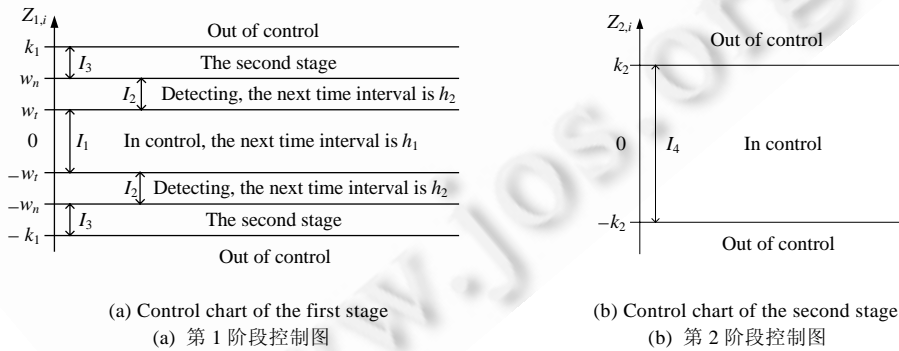 Z1,i
Out of control
k1
I3
The second stage
wn
I2
Detecting, the next time interval is h2
wt
0
I1
In control, the next time interval is h1
−wt
I2
Detecting, the next time interval is h2
−wn
I3
The second stage
− k1
Out of control
(a) Control chart of the first stage
(a) 第 1 阶段控制图
Z2,i
Out of control
k2
0
I4
In control
−k2
Out of control
(b) Control chart of the second stage
(b) 第 2 阶段控制图
www.jos.or